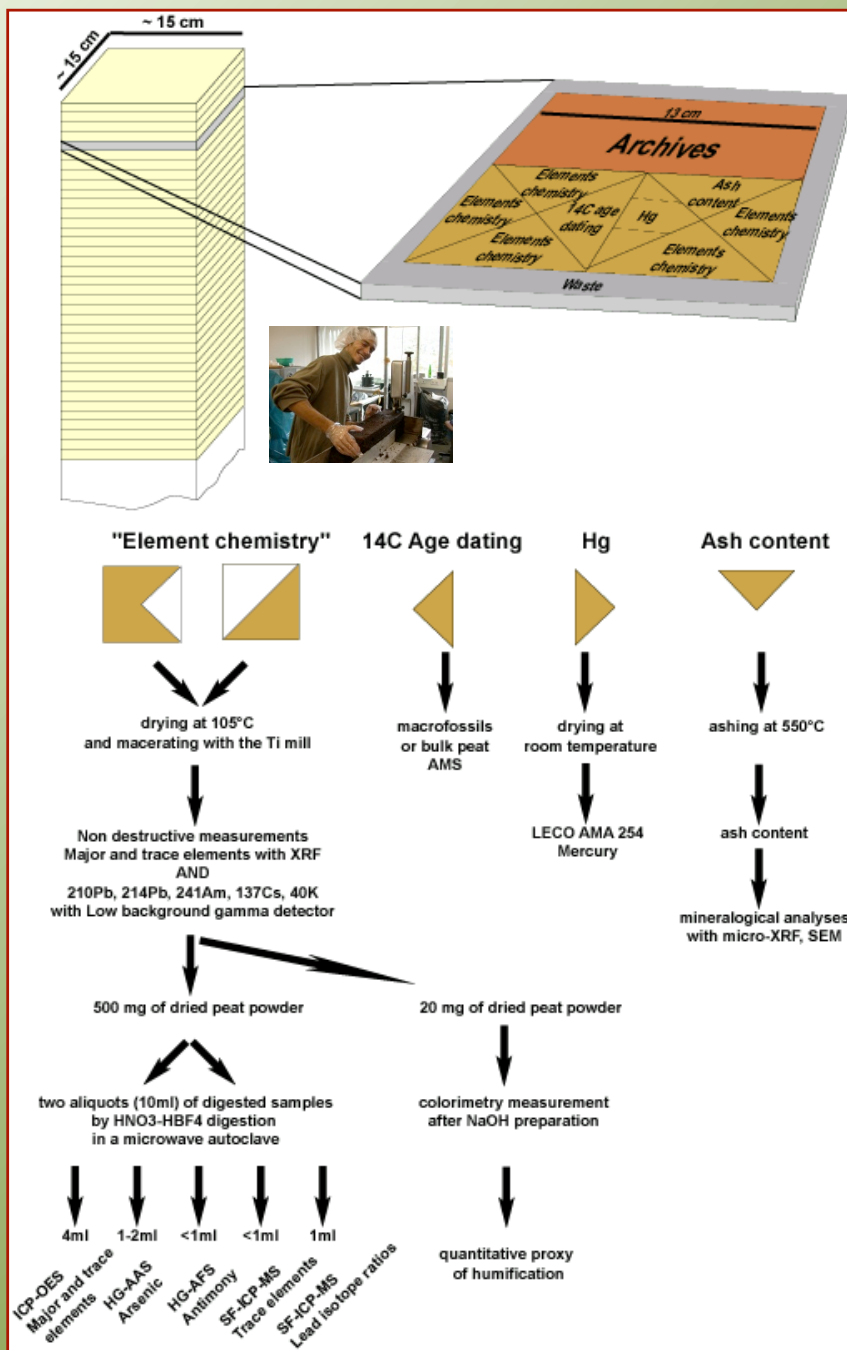 ~ 15 cm
~ 15 cm
13 cm
Archives
Elements
chemistry
Ash
content
Elements
chemistry
14C age
dating
Hg
Elements
chemistry
Elements
chemistry
Elements
chemistry
Waste
"Element chemistry"
14C Age dating
Hg
Ash content
drying at 105°C
and macerating with the Ti mill
macrofossils
or bulk peat
AMS
drying at
room temperature
ashing at 550°C
Non destructive measurements
Major and trace elements with XRF
AND
210Pb, 214Pb, 241Am, 137Cs, 40K
with Low background gamma detector
LECO AMA 254
Mercury
ash content
mineralogical analyses
with micro-XRF, SEM
500 mg of dried peat powder
20 mg of dried peat powder
two aliquots (10ml) of digested samples
by HNO3-HBF4 digestion
in a microwave autoclave
colorimetry measurement
after NaOH preparation
4ml
1-2ml
<1ml
<1ml
1ml
ICP-OES
Major and trace
elements
HG-AAS
Arsenic
HG-AFS
Antimony
SF-ICP-MS
Trace elements
SF-ICP-MS
Lead isotope ratios
quantitative proxy
of humification